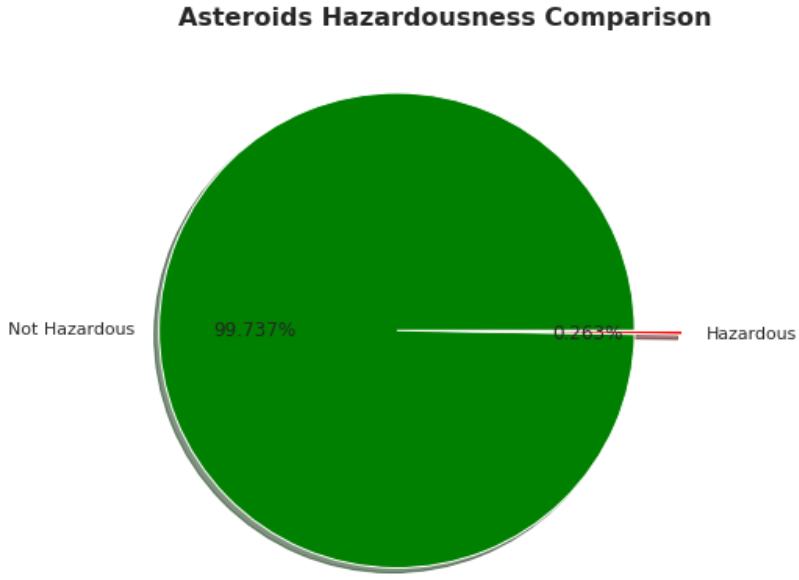 Asteroids Hazardousness Comparison
Not Hazardous
99.737%
0.263%
Hazardous